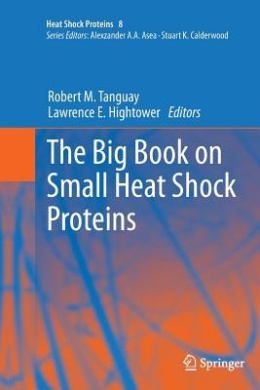 Heat Shock Proteins 8
Series Editors: Alexzander A.A. Asea · Stuart K. Calderwood
Robert M. Tanguay
Lawrence E. Hightower Editors
The Big Book on
Small Heat Shock
Proteins
Springer